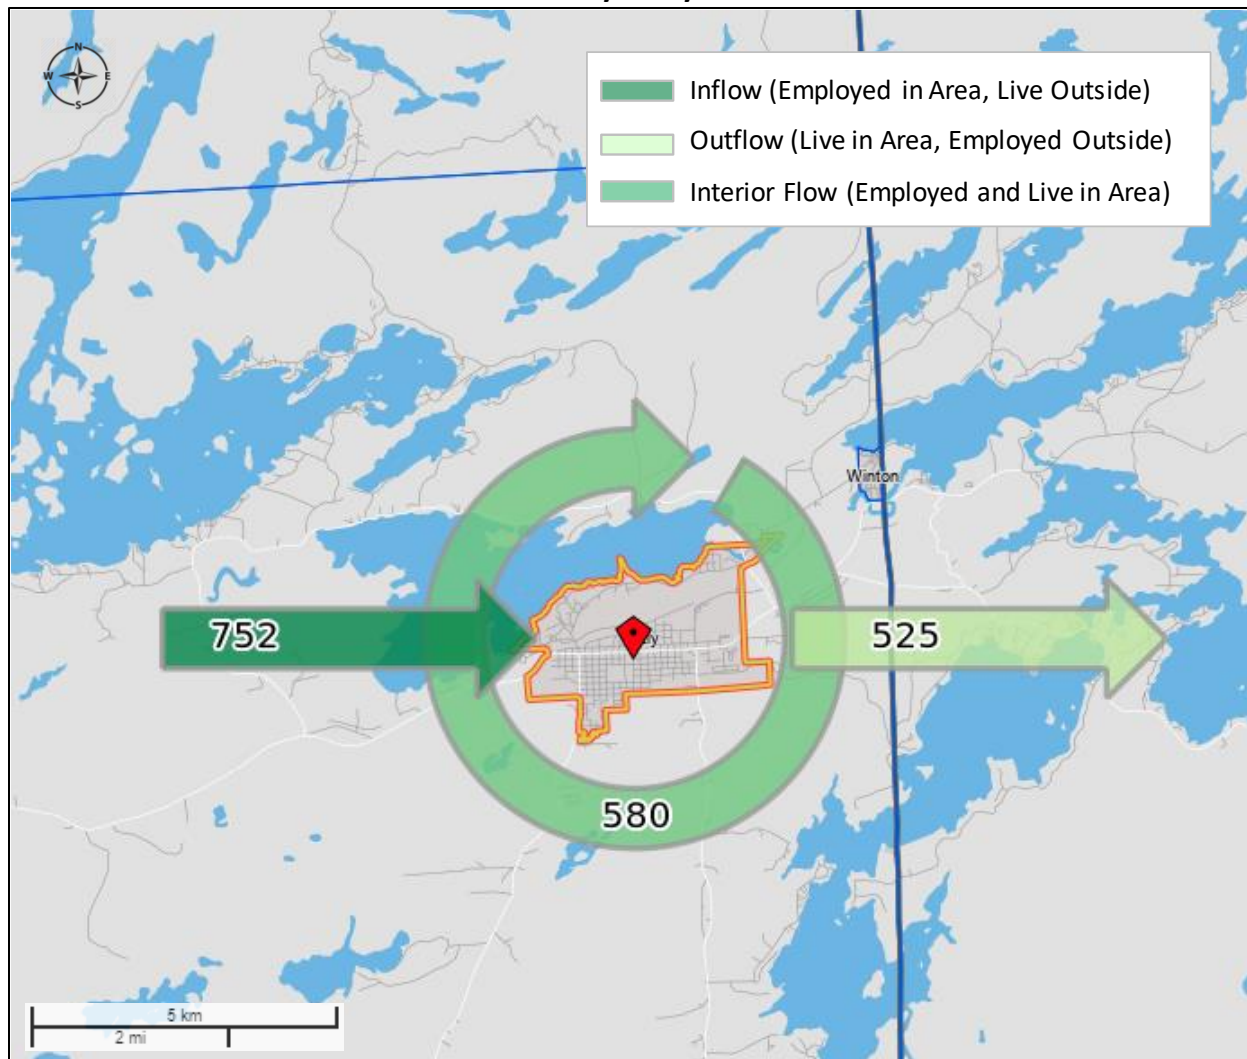 N
W E
S
Inflow (Employed in Area, Live Outside)
Outflow (Live in Area, Employed Outside)
Interior Flow (Employed and Live in Area)
Winton
752
525
580
5 km
2 mi